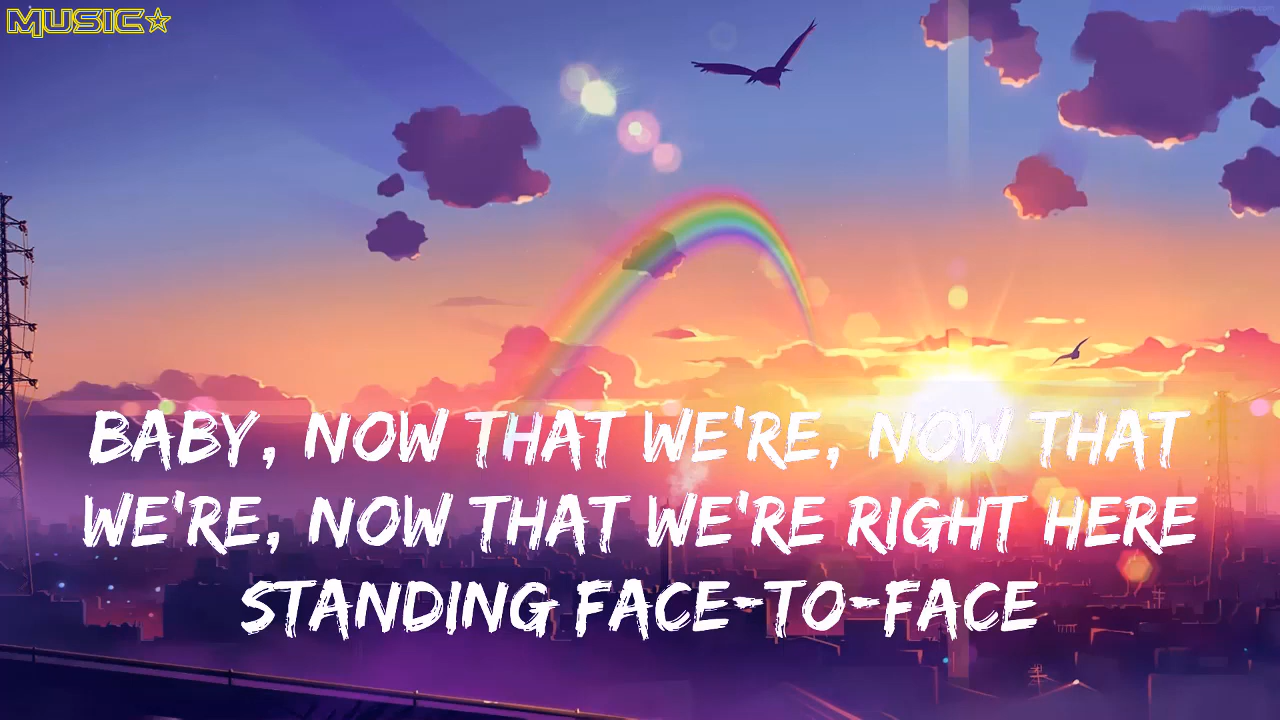 MUSIC☆
BABY, NOW THAT WE'RE, NOW THAT
WE'RE, NOW THAT WE'RE RIGHT HERE
STANDING FACE-TO-FACE